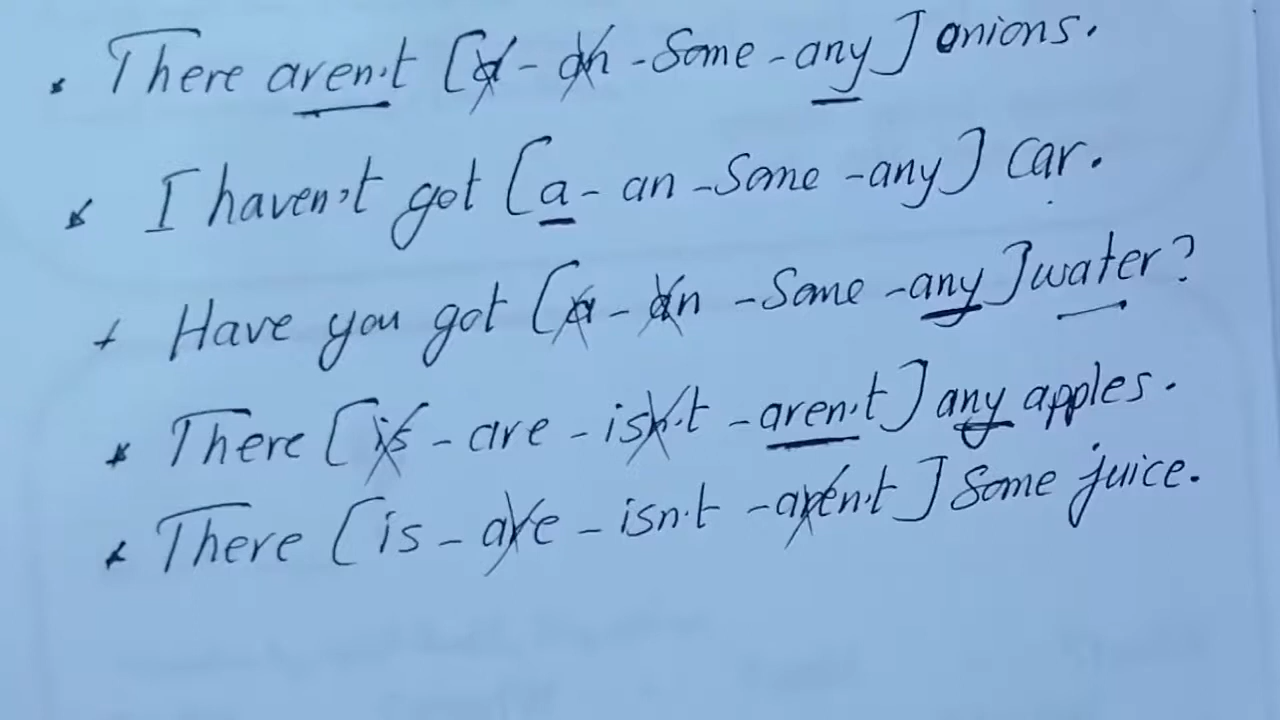 There aren't [a - an - Some - any] onions.
I haven't got [a - an - Some - any] Car.
Have you got [a - an - Some - any] water?
There [is - are - isn't - aren't] any apples.
There [is - are - isn't - aren't] Some juice.